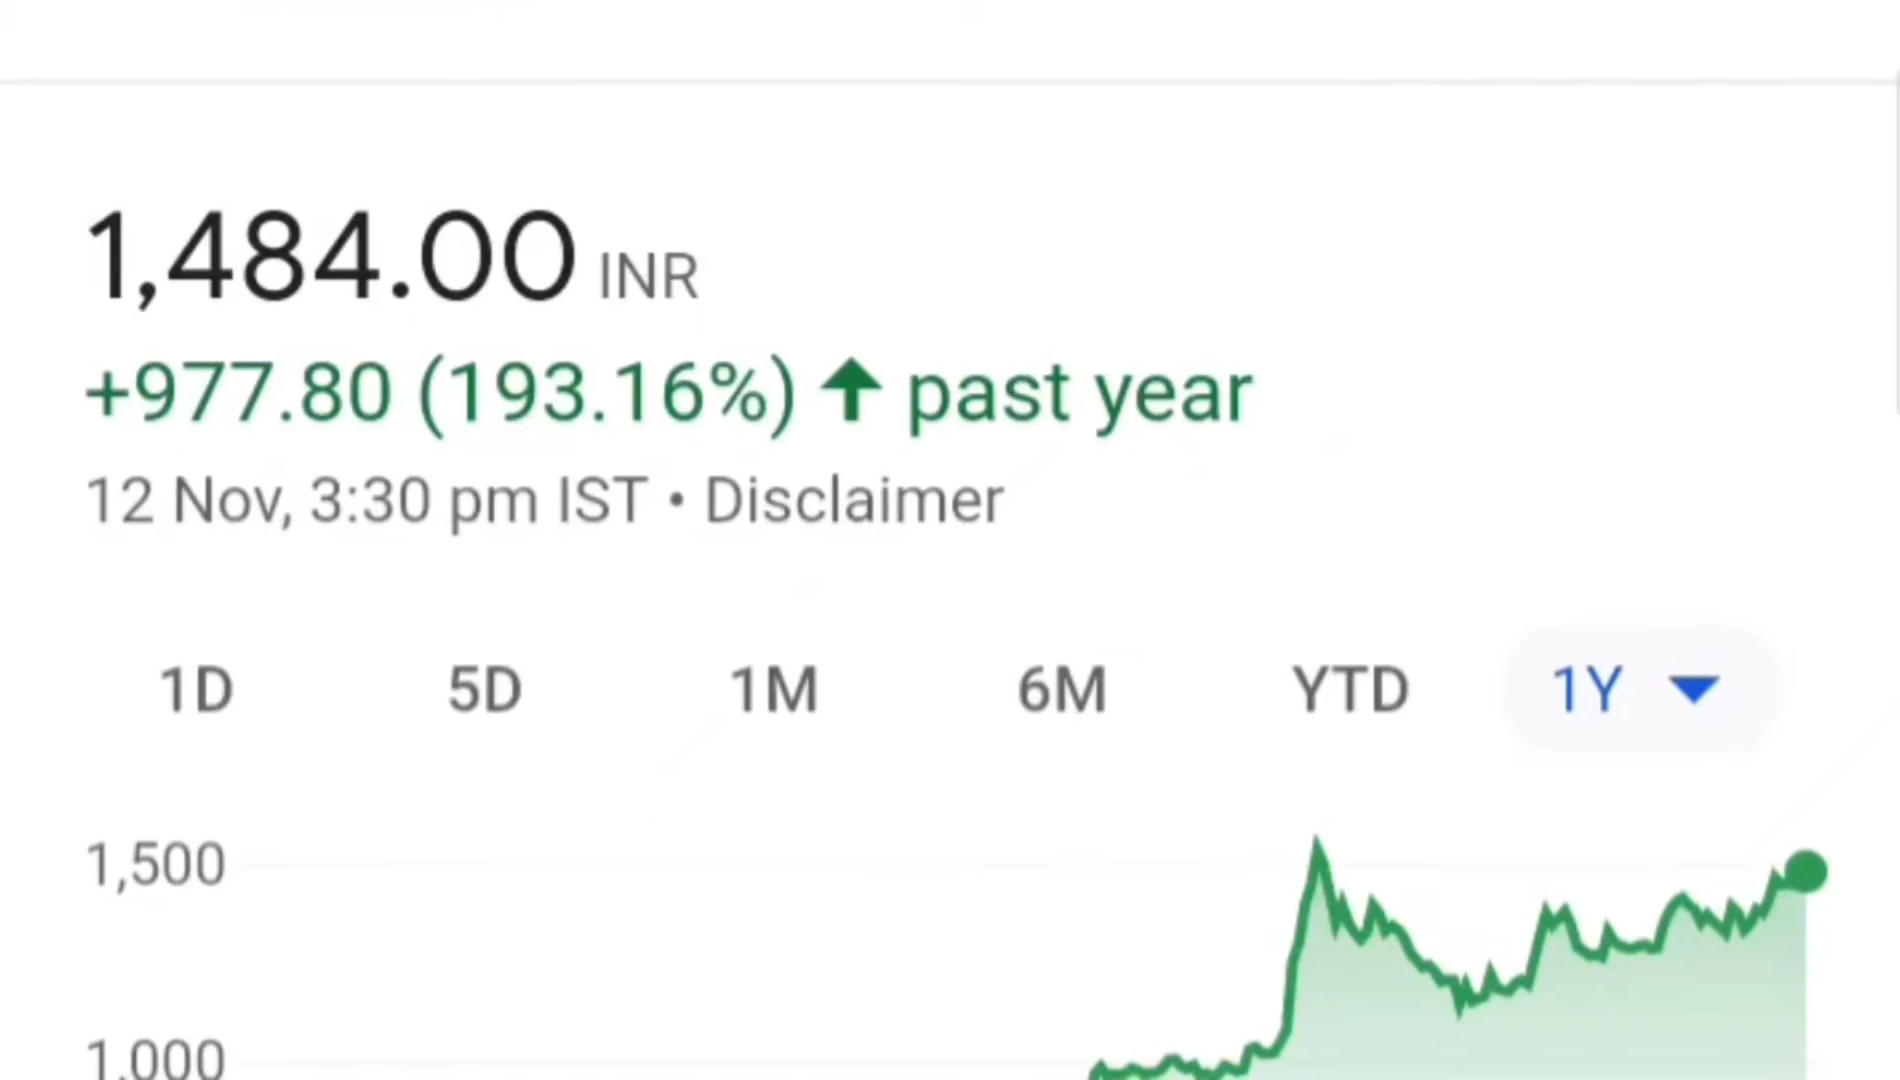 1,484.00 INR
+977.80 (193.16%) ↑ past year
12 Nov, 3:30 pm IST • Disclaimer
1D 5D 1M 6M YTD 1Y
1,500
1,000